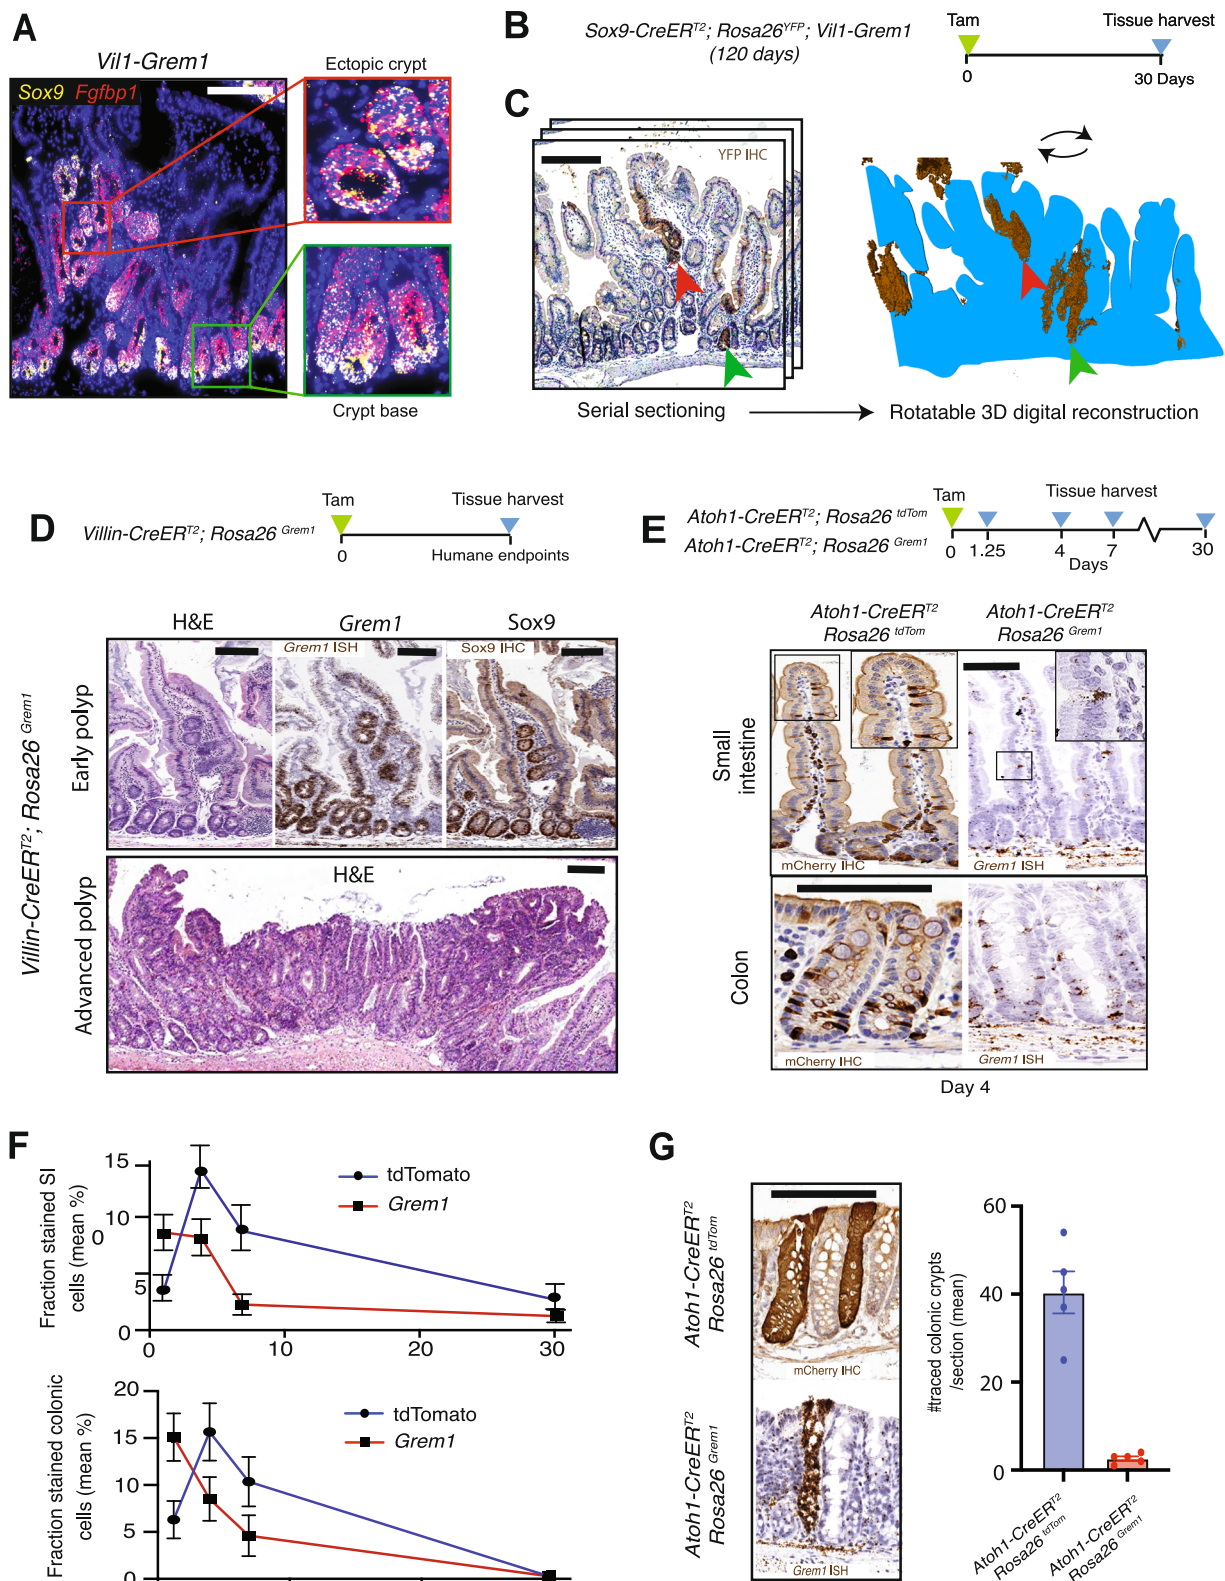 A
Vil1-Grem1
Sox9 Fgfbp1
Ectopic crypt
Crypt base
B
Sox9-CreER^T2; Rosa26^YFP; Vil1-Grem1
(120 days)
Tam
Tissue harvest
0
30 Days
C
YFP IHC
Serial sectioning
Rotatable 3D digital reconstruction
D
Villin-CreER^T2; Rosa26 ^Grem1
Tam
Tissue harvest
0
Humane endpoints
H&E
Grem1
Sox9
Grem1 ISH
Sox9 IHC
Villin-CreER^T2; Rosa26 ^Grem1
Early polyp
Advanced polyp
H&E
E
Atoh1-CreER^T2; Rosa26 ^tdTom
Atoh1-CreER^T2; Rosa26 ^Grem1
Tam
Tissue harvest
0 1.25 4 7 30
Days
Atoh1-CreER^T2
Rosa26 ^tdTom
Atoh1-CreER^T2
Rosa26 ^Grem1
Small
intestine
mCherry IHC
Grem1 ISH
Colon
mCherry IHC
Grem1 ISH
Day 4
F
Fraction stained SI
cells (mean %)
15
10
0
5
0
0 10 20 30
tdTomato
Grem1
Fraction stained colonic
cells (mean %)
20
15
10
5
0
tdTomato
Grem1
G
Atoh1-CreER^T2
Rosa26 ^tdTom
mCherry IHC
Atoh1-CreER^T2
Rosa26 ^Grem1
Grem1 ISH
#traced colonic crypts
/section (mean)
60
40
20
0
Atoh1-CreER^T2
Rosa26 ^tdTom
Atoh1-CreER^T2
Rosa26 ^Grem1